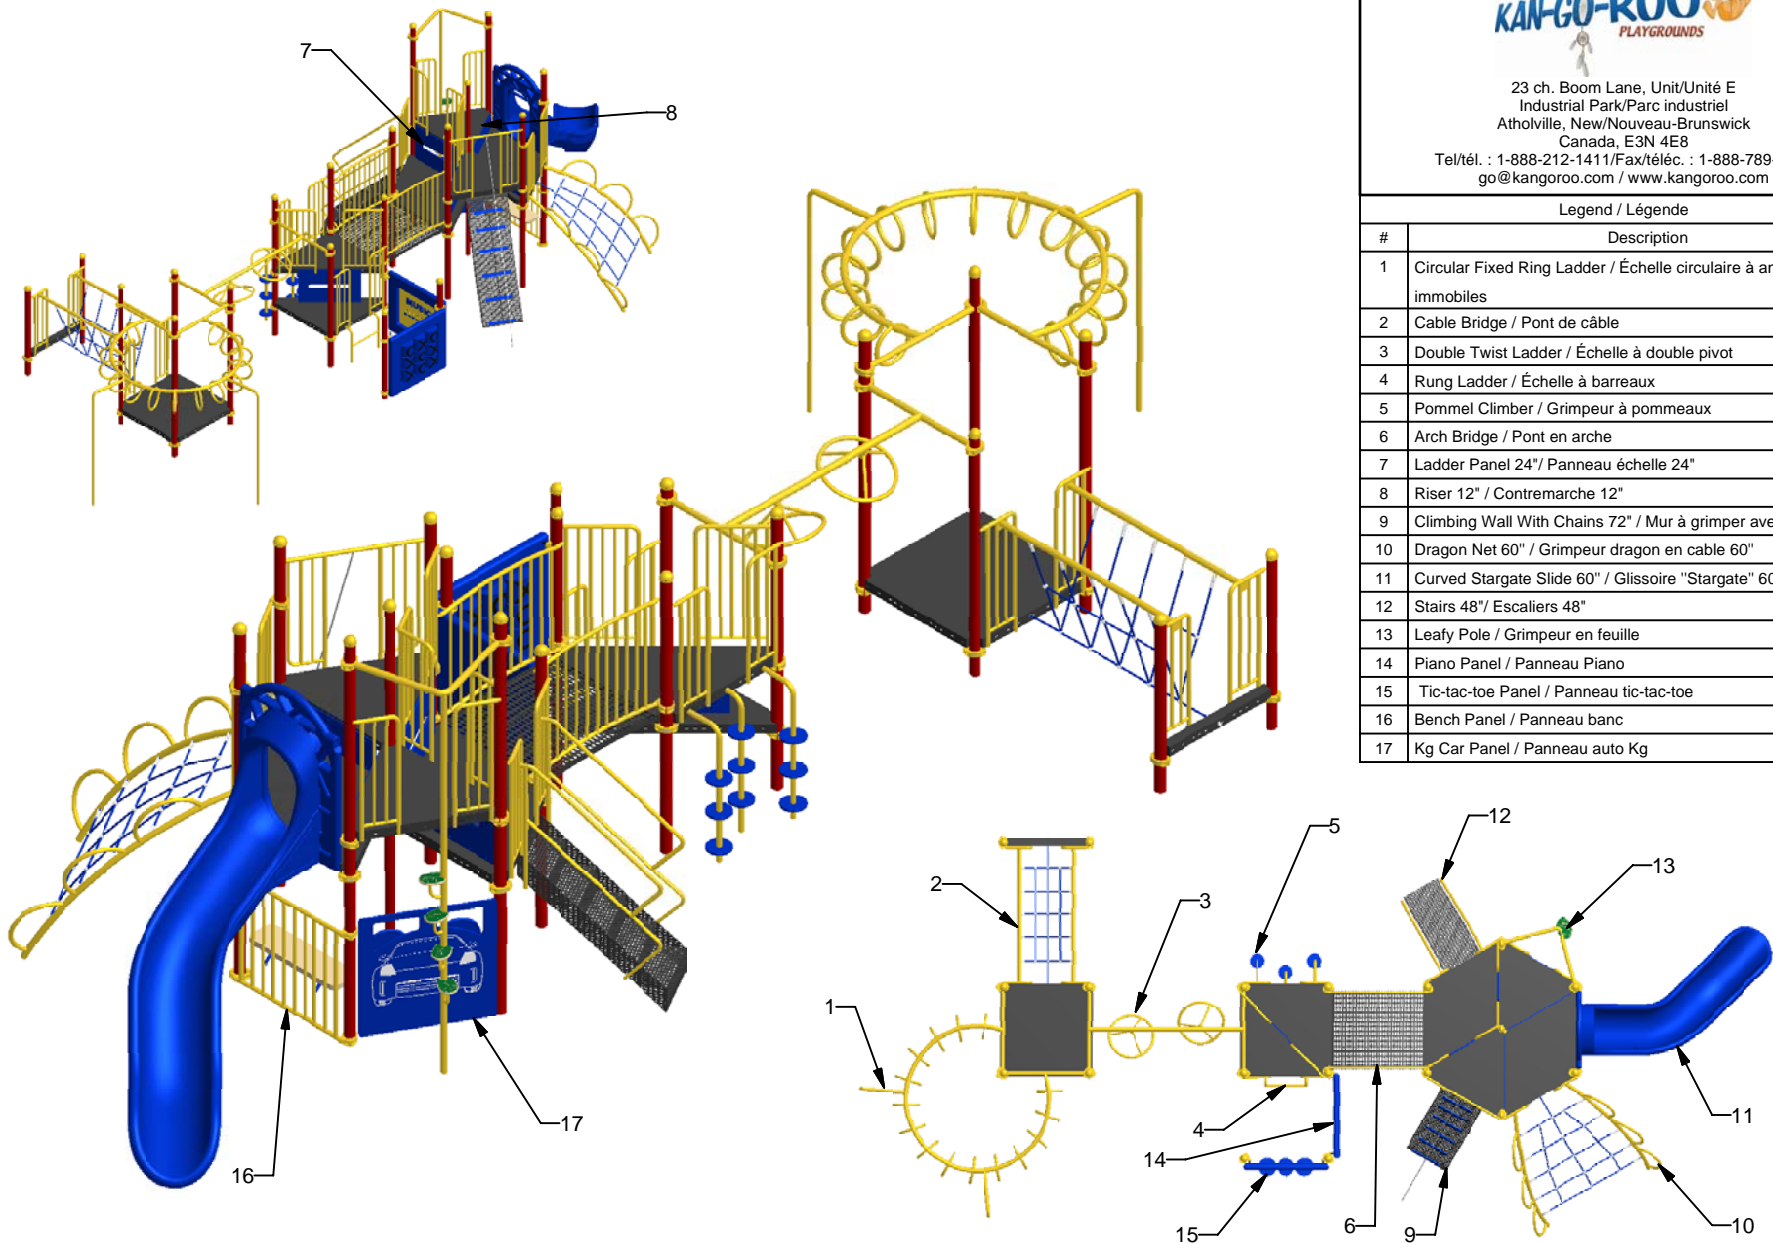 KAN-GO-ROO
PLAYGROUNDS
23 ch. Boom Lane, Unit/Unité E
Industrial Park/Parc industriel
Atholville, New/Nouveau-Brunswick
Canada, E3N 4E8
Tel/tél. : 1-888-212-1411/Fax/téléc. : 1-888-789-
go@kangoroo.com / www.kangoroo.com
Legend / Légende
# Description
1 Circular Fixed Ring Ladder / Échelle circulaire à
immobiles
2 Cable Bridge / Pont de câble
3 Double Twist Ladder / Échelle à double pivot
4 Rung Ladder / Échelle à barreaux
5 Pommel Climber / Grimpeur à pommeaux
6 Arch Bridge / Pont en arche
7 Ladder Panel 24"/ Panneau échelle 24"
8 Riser 12" / Contremarche 12"
9 Climbing Wall With Chains 72" / Mur à grimper
10 Dragon Net 60" / Grimpeur dragon en cable 60"
11 Curved Stargate Slide 60" / Glissoire "Stargate" 60
12 Stairs 48"/ Escaliers 48"
13 Leafy Pole / Grimpeur en feuille
14 Piano Panel / Panneau Piano
15 Tic-tac-toe Panel / Panneau tic-tac-toe
16 Bench Panel / Panneau banc
17 Kg Car Panel / Panneau auto Kg
7
8
16
17
5
12
13
2
3
1
4
14
15
6
9
10
11